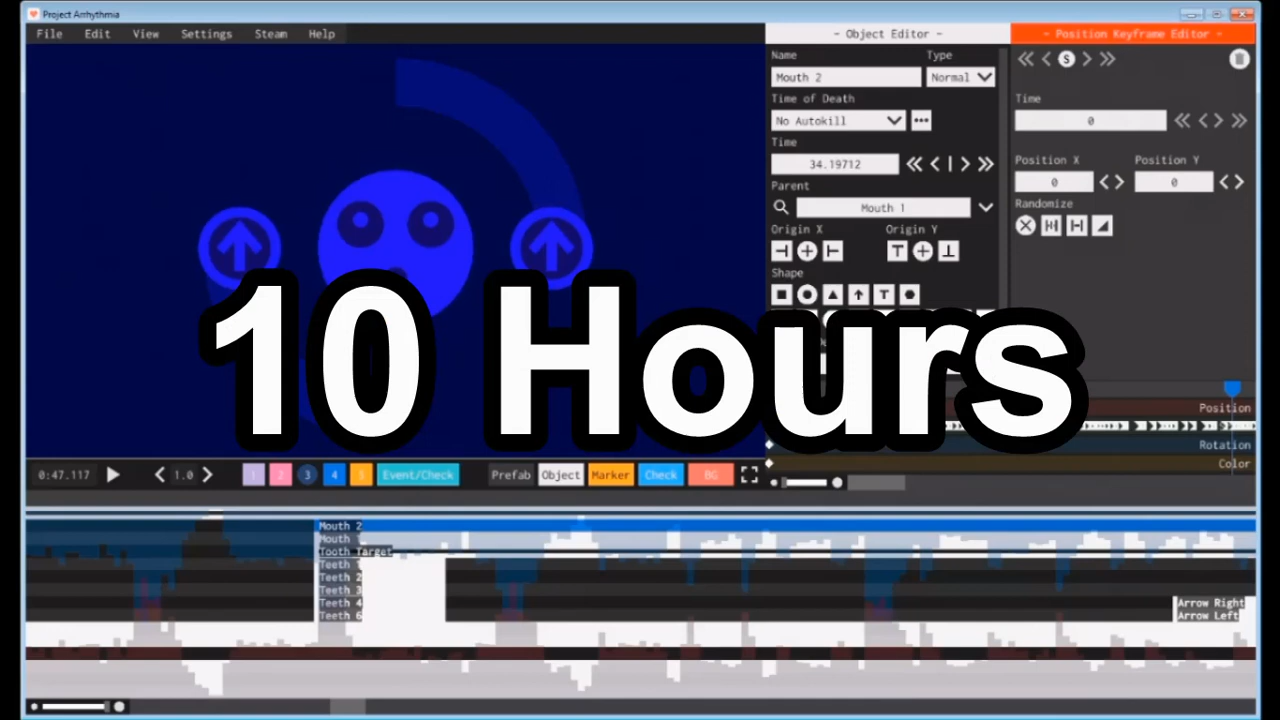 Project Arrhythmia
File Edit View Settings Steam Help
- Object Editor -
- Position Keyframe Editor -
Name Type
Mouth 2 Normal
Time of Death
No Autokill
Time
34.19712
Parent
Mouth 1
Origin X Origin Y
Shape
S
Time
0
Position X Position Y
0 0
Randomize
10 Hours
Position
Rotation
Color
0:47.117 1.0 1 2 3 4 5 Event/Check Prefab Object Marker Check BG
Mouth 2
Mouth
Tooth Target
Teeth 1
Teeth 2
Teeth 3
Teeth 4
Teeth 6
Arrow Right
Arrow Left